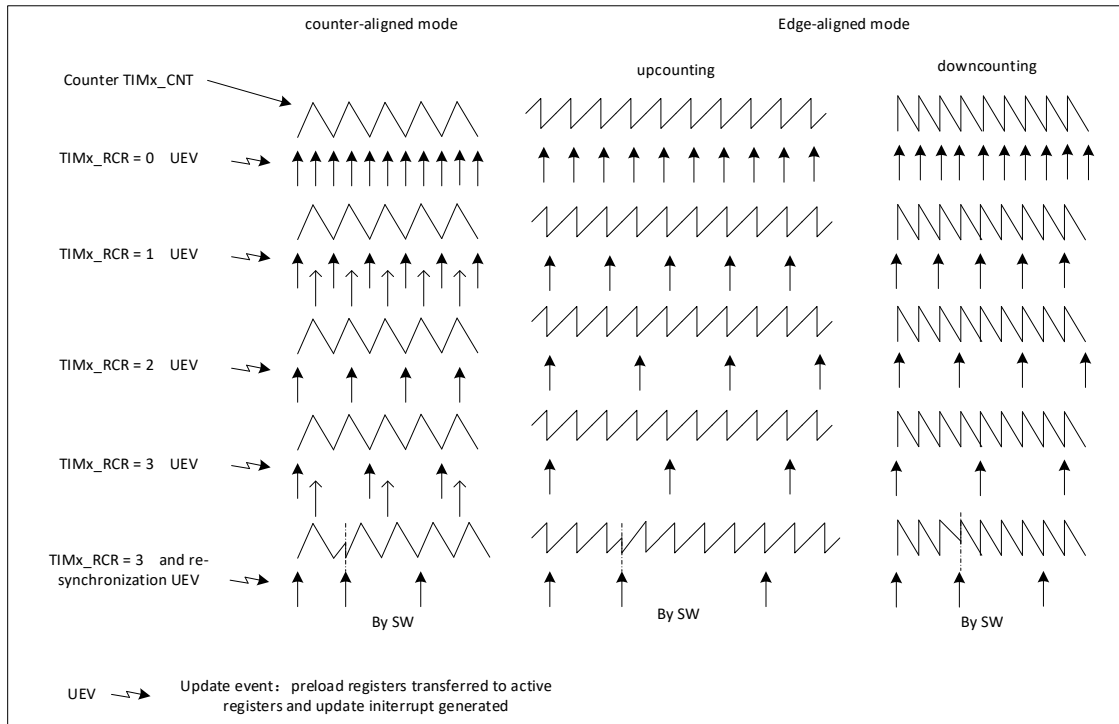 counter-aligned mode
Edge-aligned mode
upcounting
downcounting
Counter TIMx_CNT
TIMx_RCR = 0 UEV
TIMx_RCR = 1 UEV
TIMx_RCR = 2 UEV
TIMx_RCR = 3 UEV
TIMx_RCR = 3 and re-
synchronization UEV
By SW
By SW
By SW
UEV
Update event: preload registers transferred to active
registers and update initerrupt generated